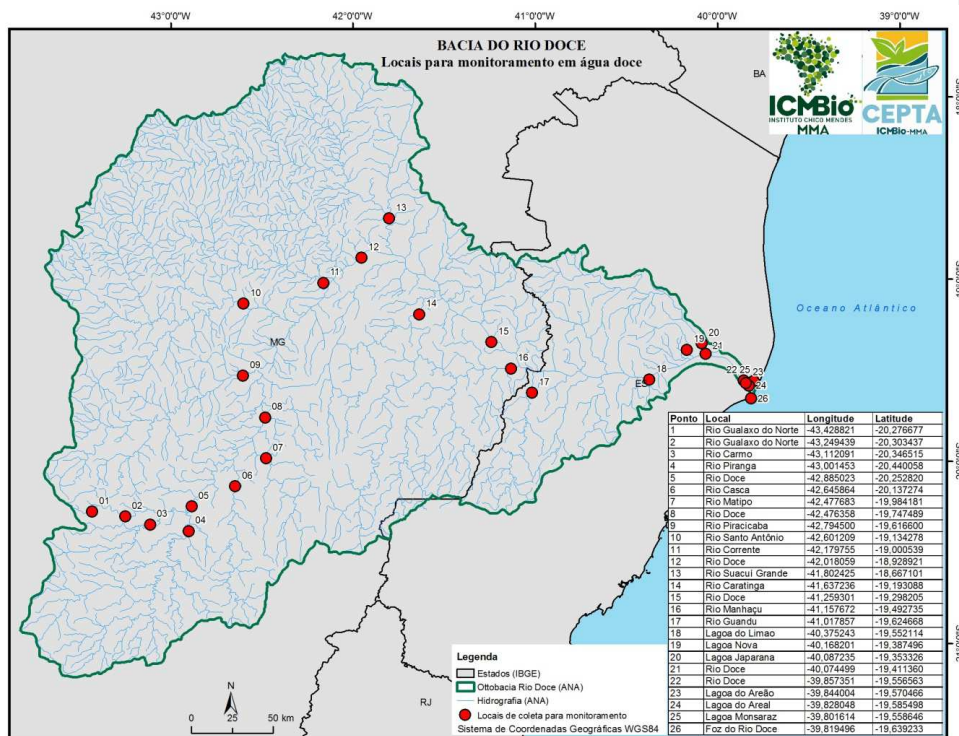 43°00'W 42°00'W 41°00'W 40°00'W 39°00'W
BACIA DO RIO DOCE
Locais para monitoramento em água doce
BA
ICMBio
INSTITUTO CHICO MENDES
MMA
CEPTA
ICMBio-MMA
13
12
11
10
14
Oceano Atlântico
MG
15
20
19
21
16
09
18
22
25
23
ES
24
17
26
08
07
06
05
01
02
03
04
Ponto Local Longitude Latitude
1 Rio Gualaxo do Norte -43,428821 -20,276677
2 Rio Gualaxo do Norte -43,249439 -20,303437
3 Rio Carmo -43,112091 -20,346515
4 Rio Piranga -43,001453 -20,440058
5 Rio Doce -42,885023 -20,252820
6 Rio Casca -42,645864 -20,137274
7 Rio Matipo -42,477683 -19,984181
8 Rio Doce -42,476358 -19,747489
9 Rio Piracicaba -42,794500 -19,616600
10 Rio Santo Antônio -42,601209 -19,134278
11 Rio Corrente -42,179755 -19,000539
12 Rio Doce -42,018059 -18,928921
13 Rio Suacui Grande -41,802425 -18,667101
14 Rio Caratinga -41,637236 -19,193088
15 Rio Doce -41,259301 -19,298205
16 Rio Manhaçu -41,157672 -19,492735
17 Rio Guandu -41,017857 -19,624668
18 Lagoa do Limao -40,375243 -19,552114
19 Lagoa Nova -40,168201 -19,387496
20 Lagoa Japarana -40,087235 -19,353326
21 Rio Doce -40,074499 -19,411360
22 Rio Doce -39,857351 -19,556563
23 Lagoa do Areão -39,844004 -19,570466
24 Lagoa do Areal -39,828048 -19,585498
25 Lagoa Monsaraz -39,801614 -19,558646
26 Foz do Rio Doce -39,819496 -19,639233
Legenda
Estados (IBGE)
Ottobacia Rio Doce (ANA)
Hidrografia (ANA)
Locais de coleta para monitoramento
Sistema de Coordenadas Geográficas WGS84
N
0 25 50 km
RJ